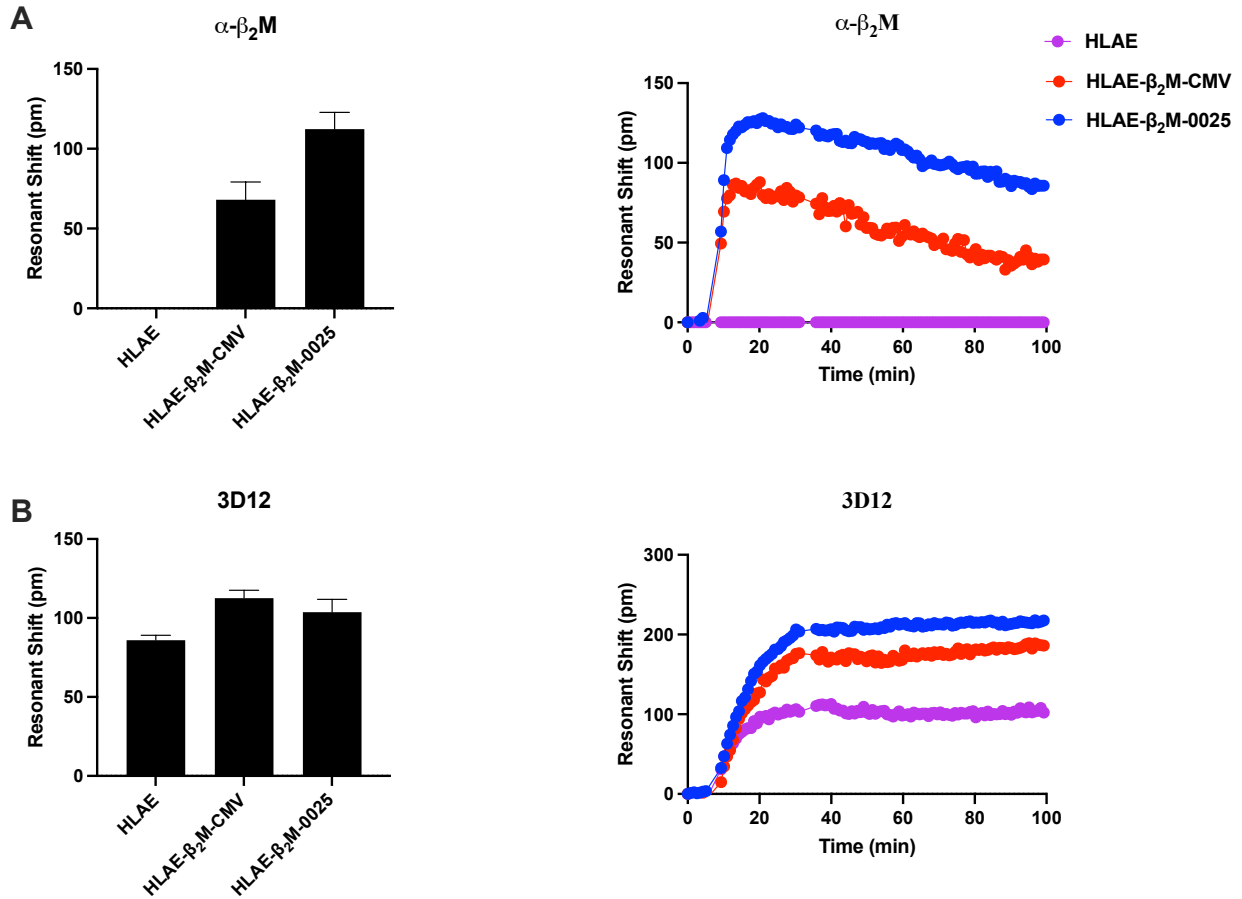 A
α-β₂M
Resonant Shift (pm)
150
100
50
0
HLAE
HLAE-β₂M-CMV
HLAE-β₂M-0025
α-β₂M
Resonant Shift (pm)
150
100
50
0
0 20 40 60 80 100
Time (min)
HLAE
HLAE-β₂M-CMV
HLAE-β₂M-0025
B
3D12
Resonant Shift (pm)
150
100
50
0
HLAE
HLAE-β₂M-CMV
HLAE-β₂M-0025
3D12
Resonant Shift (pm)
300
200
100
0
0 20 40 60 80 100
Time (min)